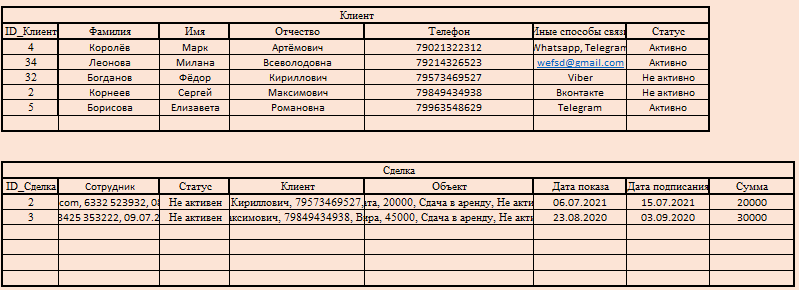 Клиент
ID_Клиент Фамилия Имя Отчество Телефон Иные способы связи Статус
4 Королёв Марк Артёмович 79021322312 Whatsapp, Telegram Активно
34 Леонова Милана Всеволодовна 79214326523 wefsd@gmail.com Активно
32 Богданов Фёдор Кириллович 79573469527 Viber Не активно
2 Корнеев Сергей Максимович 79849434938 Вконтакте Не активно
5 Борисова Елизавета Романовна 79963548629 Telegram Активно
Сделка
ID_Сделка Сотрудник Статус Клиент Объект Дата показа Дата подписания Сумма
2 com, 6332 523932, 08 Не активен Кириллович, 79573469527, ата, 20000, Сдача в аренду, Не акти 06.07.2021 15.07.2021 20000
3 3425 353222, 09.07.2 Не активен аксимович, 79849434938, В ира, 45000, Сдача в аренду, Не акти 23.08.2020 03.09.2020 30000